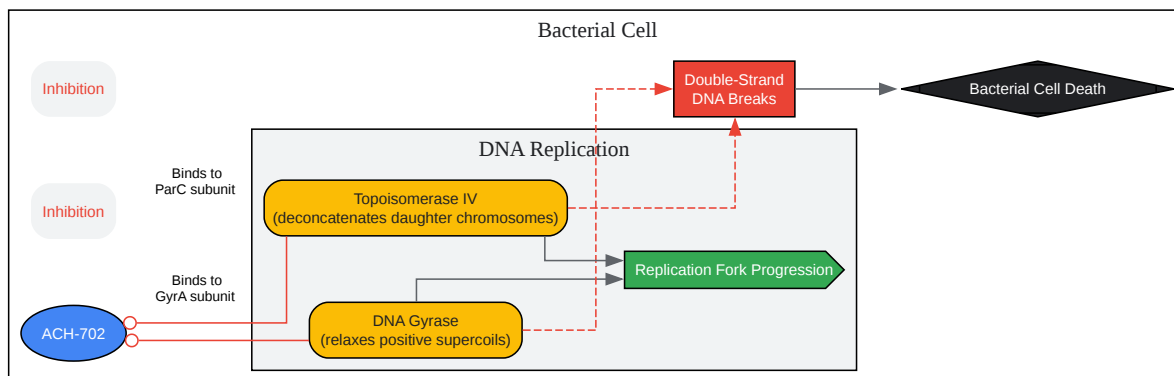 Bacterial Cell
Inhibition
Double-Strand
DNA Breaks
Bacterial Cell Death
DNA Replication
Binds to
ParC subunit
Topoisomerase IV
(deconcatenates daughter chromosomes)
Inhibition
Replication Fork Progression
Binds to
GyrA subunit
ACH-702
DNA Gyrase
(relaxes positive supercoils)